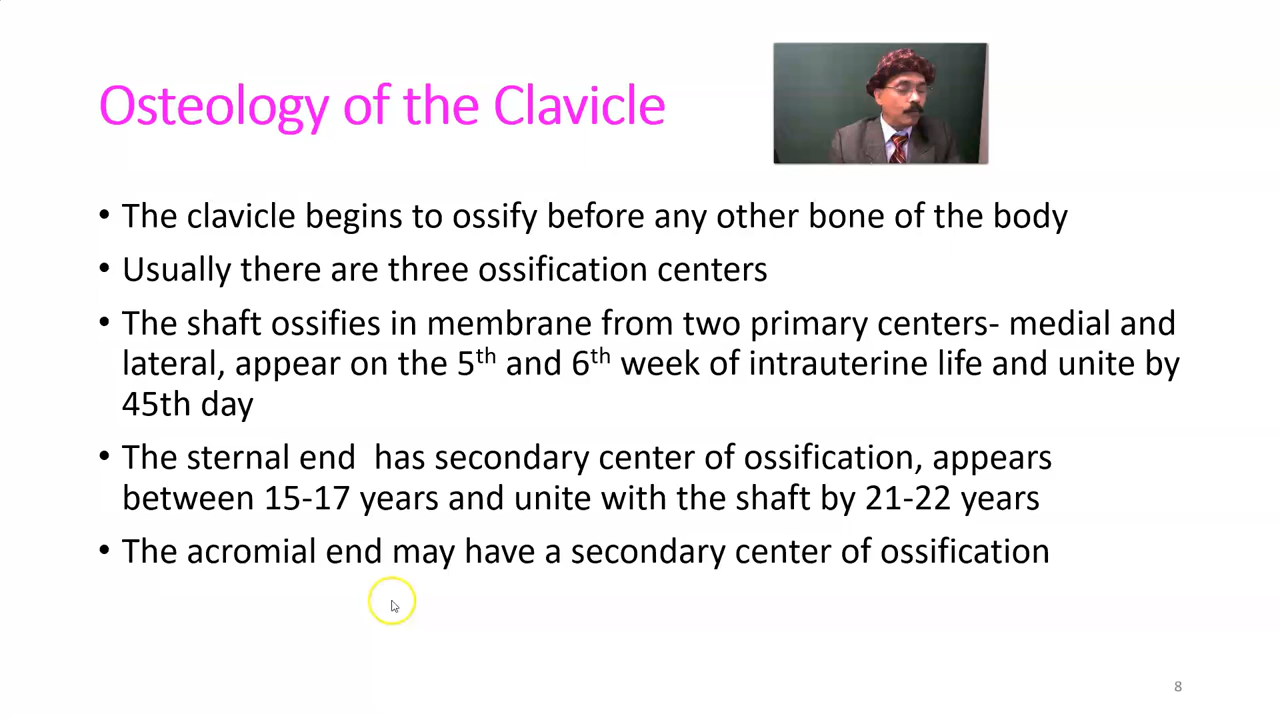 Osteology of the Clavicle
• The clavicle begins to ossify before any other bone of the body
• Usually there are three ossification centers
• The shaft ossifies in membrane from two primary centers- medial and
lateral, appear on the 5th and 6th week of intrauterine life and unite by
45th day
• The sternal end  has secondary center of ossification, appears
between 15-17 years and unite with the shaft by 21-22 years
• The acromial end may have a secondary center of ossification
8